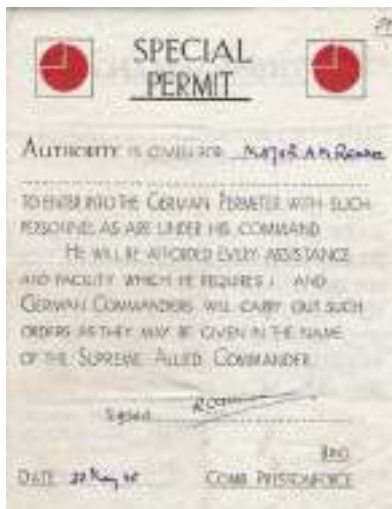 SPECIAL
PERMIT
AUTHORITY IS GIVEN FOR MAJOR A M
TO ENTER INTO THE GERMAN PERIMETER WITH SUCH
PERSONNEL AS ARE UNDER HIS COMMAND
HE WILL BE AFFORDED EVERY ASSISTANCE
AND FACILITY WHICH HE REQUIRES AND
GERMAN COMMANDERS WILL CARRY OUT SUCH
ORDERS AS THEY MAY BE GIVEN IN THE NAME
OF THE SUPREME ALLIED COMMANDER
Signed
BRIG
DATE May 45 COMD PRESTONFORCE